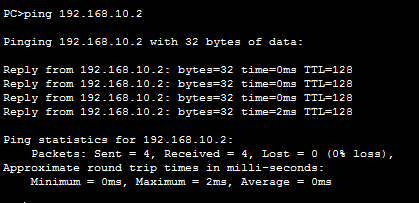 PC>ping 192.168.10.2
Pinging 192.168.10.2 with 32 bytes of data:
Reply from 192.168.10.2: bytes=32 time=0ms TTL=128
Reply from 192.168.10.2: bytes=32 time=0ms TTL=128
Reply from 192.168.10.2: bytes=32 time=0ms TTL=128
Reply from 192.168.10.2: bytes=32 time=2ms TTL=128
Ping statistics for 192.168.10.2:
Packets: Sent = 4, Received = 4, Lost = 0 (0% loss),
Approximate round trip times in milli-seconds:
Minimum = 0ms, Maximum = 2ms, Average = 0ms